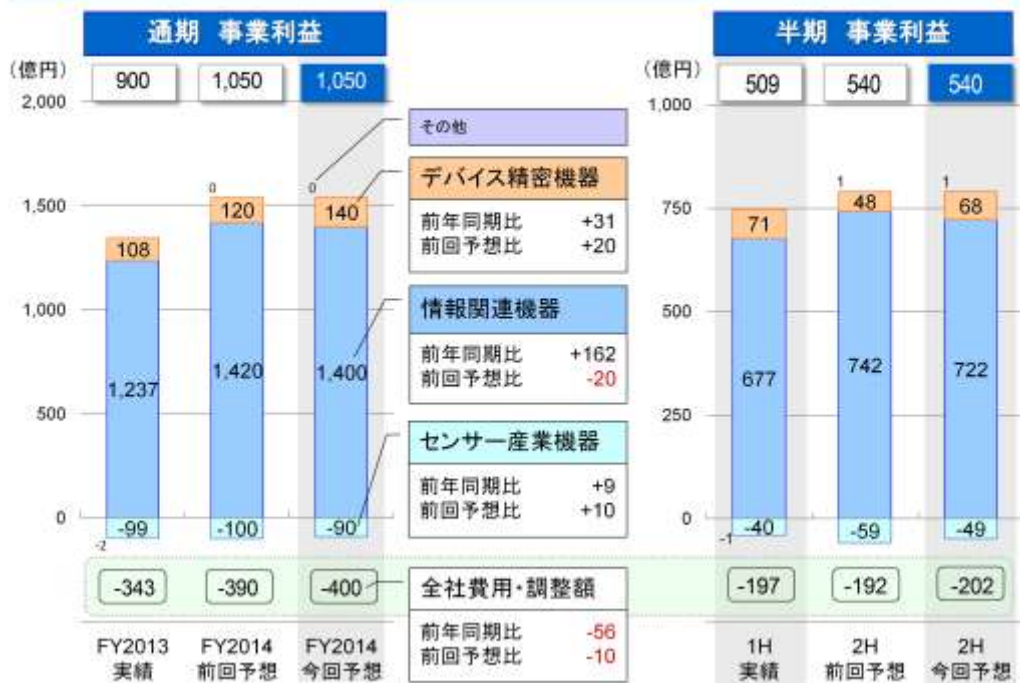 通期 事業利益
(億円)
900
1,050
1,050
2,000
1,500
1,000
500
0
108
1,237
-99
-2
0
120
1,420
-100
0
140
1,400
-90
-343
-390
-400
FY2013
実績
FY2014
前回予想
FY2014
今回予想
その他
デバイス精密機器
前年同期比 +31
前回予想比 +20
情報関連機器
前年同期比 +162
前回予想比 -20
センサー産業機器
前年同期比 +9
前回予想比 +10
全社費用・調整額
前年同期比 -56
前回予想比 -10
半期 事業利益
(億円)
509
540
540
1,000
750
500
250
0
71
677
-40
-1
1
48
742
-59
1
68
722
-49
-197
-192
-202
1H
実績
2H
前回予想
2H
今回予想